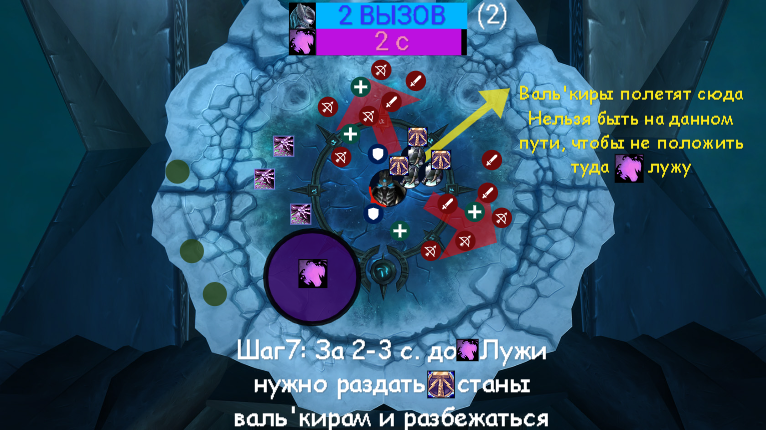 2 ВЫЗОВ (2)
2 с
Валь'киры полетят сюда
Нельзя быть на данном
пути, чтобы не положить
туда лужу
Шаг7: За 2-3 с. до Лужи
нужно раздать станы
валь'кирам и разбежаться